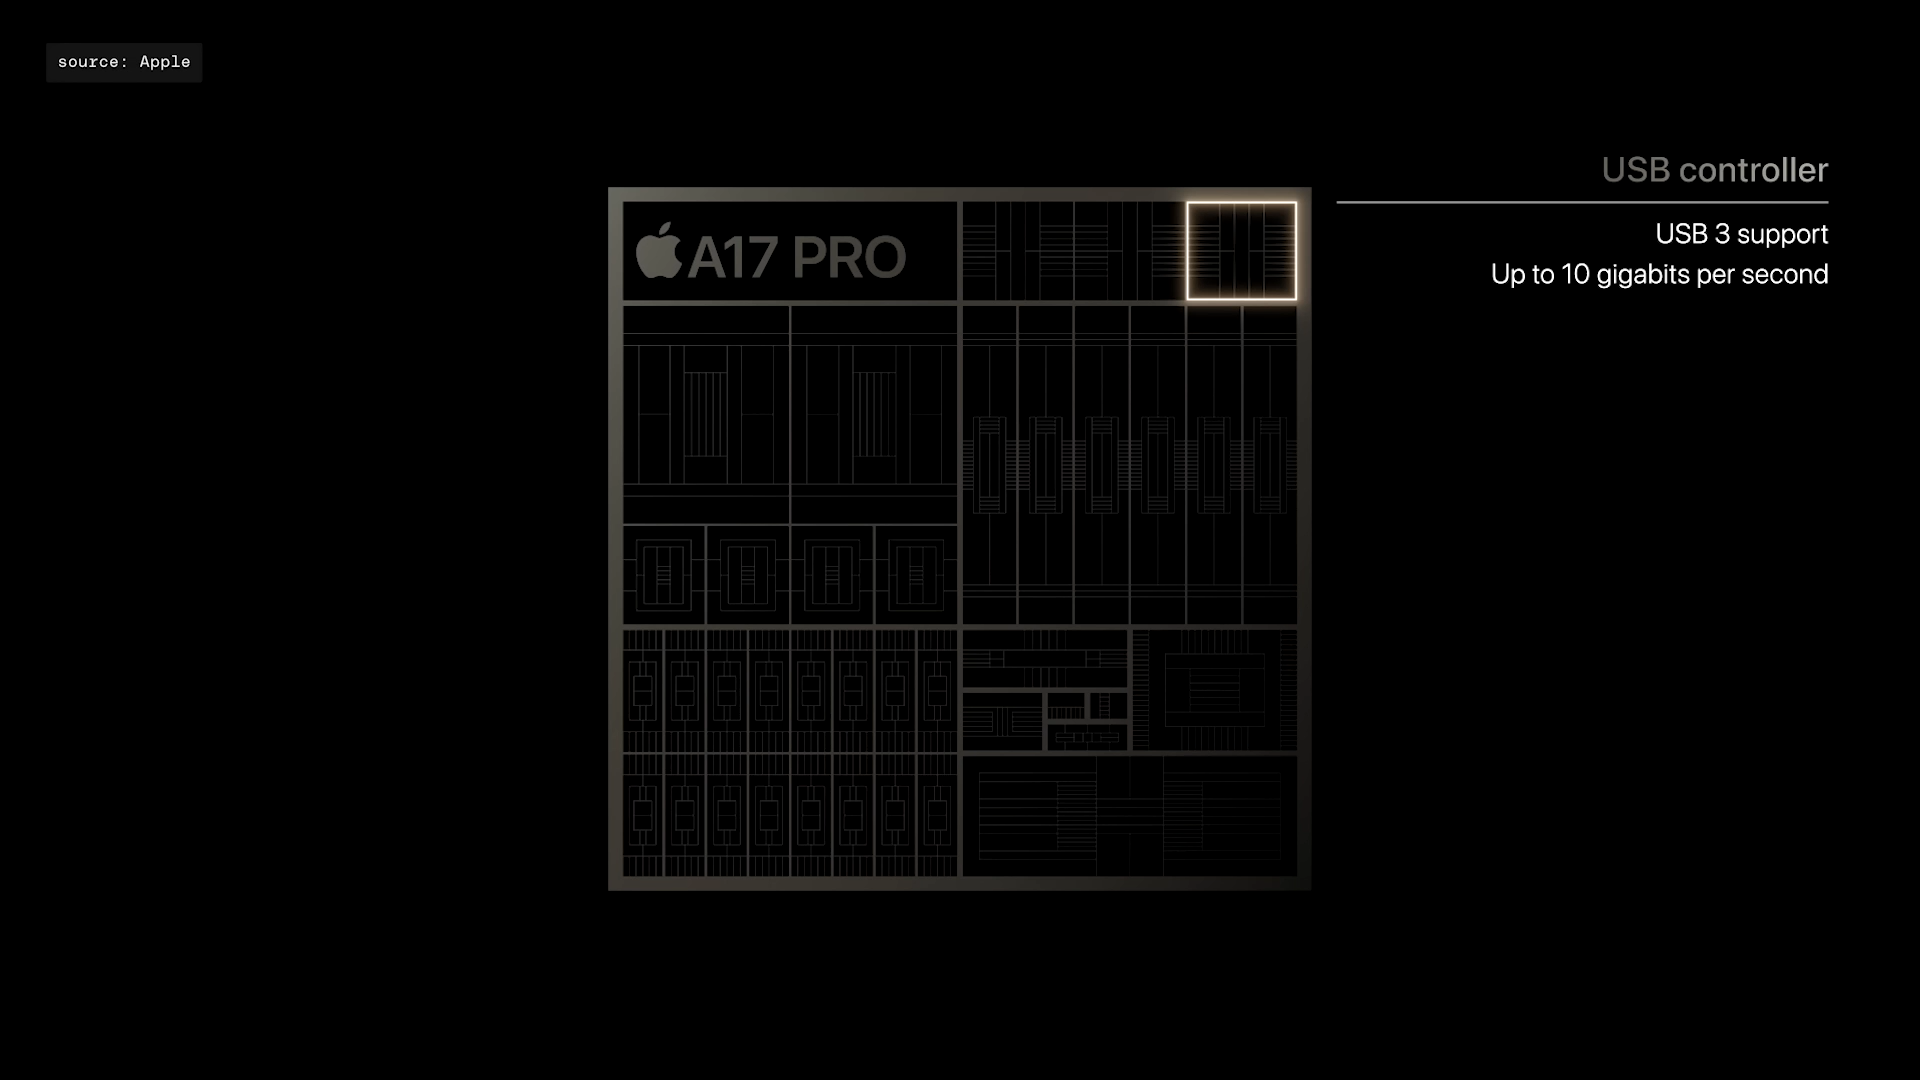 source: Apple
A17 PRO
USB controller
USB 3 support
Up to 10 gigabits per second